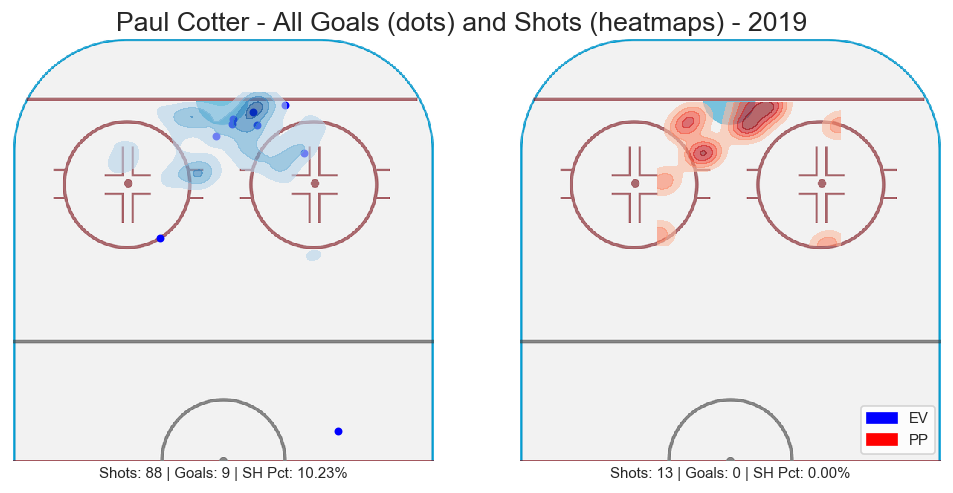 Paul Cotter - All Goals (dots) and Shots (heatmaps) - 2019
EV
PP
Shots: 88 | Goals: 9 | SH Pct: 10.23%
Shots: 13 | Goals: 0 | SH Pct: 0.00%